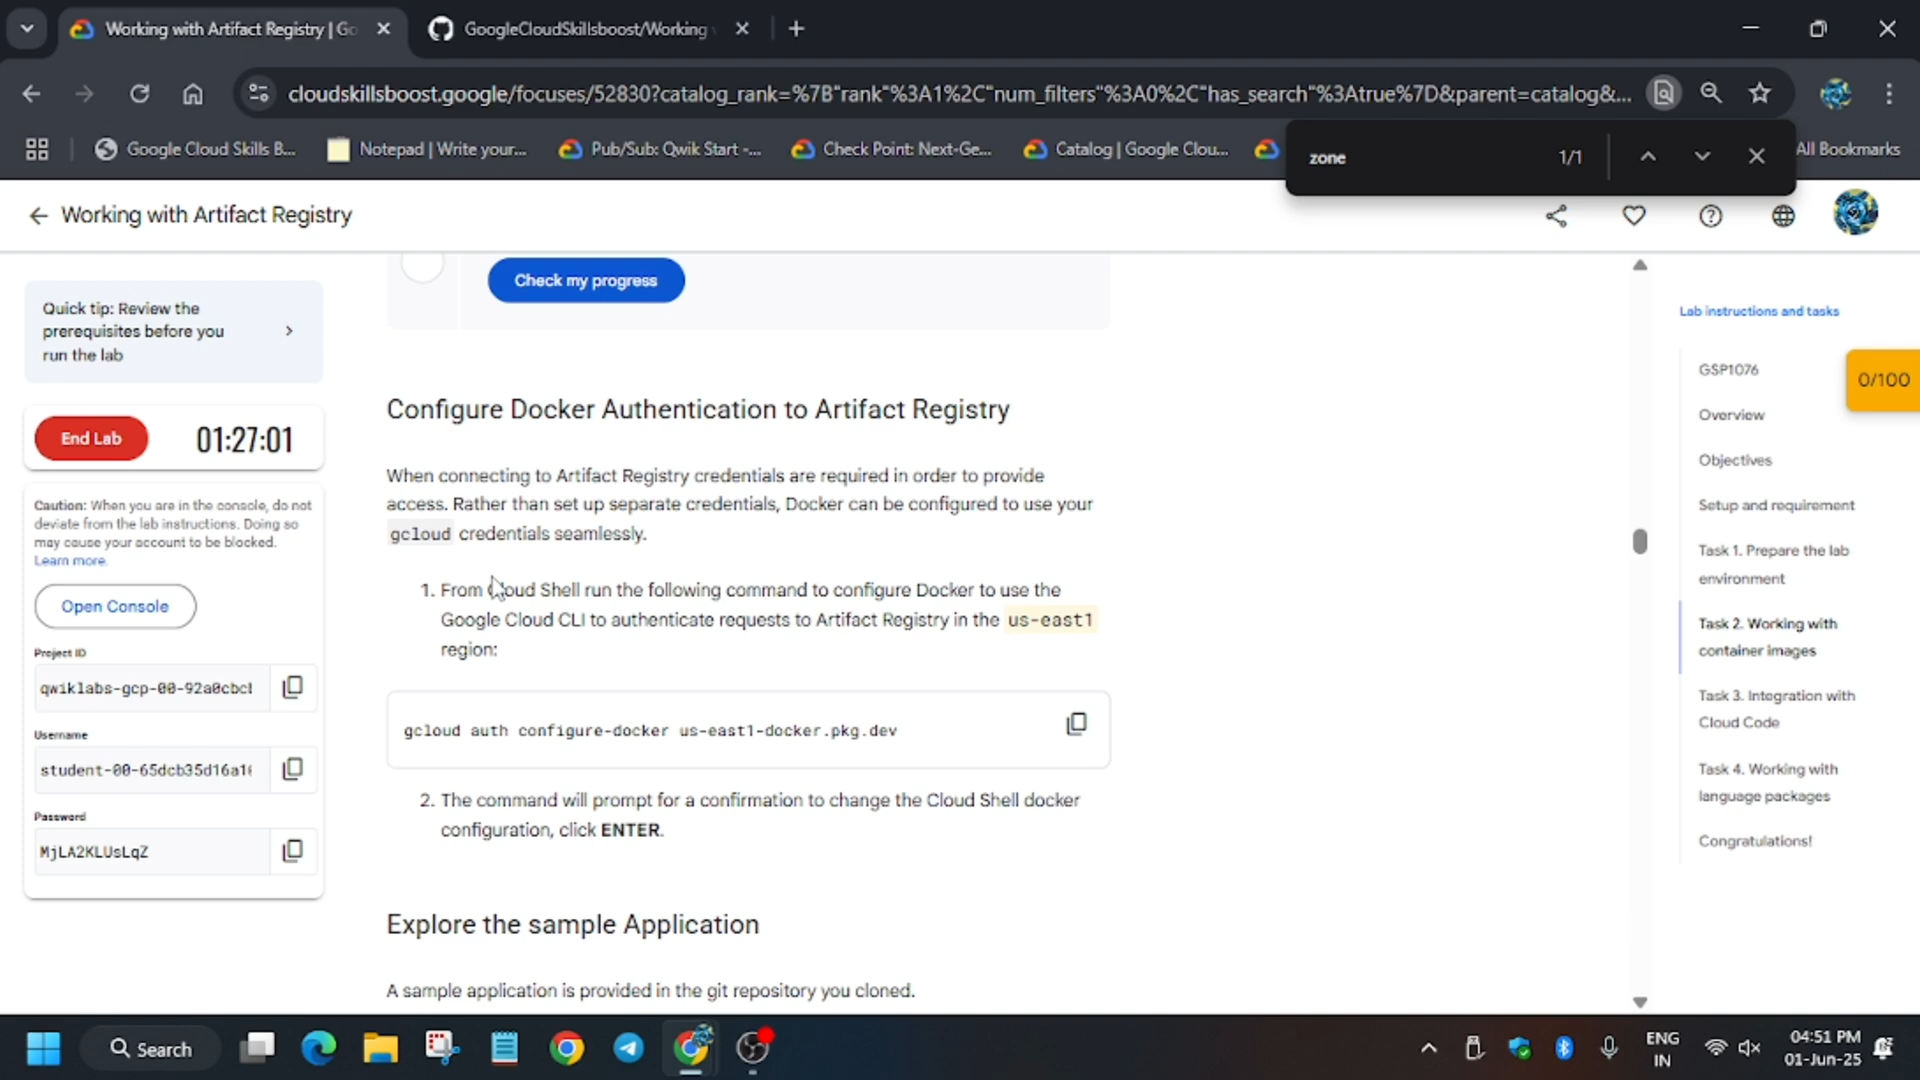 Working with Artifact Registry | Go
GoogleCloudSkillsboost/Working
cloudskillsboost.google/focuses/52830?catalog_rank=%7B"rank"%3A1%2C"num_filters"%3A0%2C"has_search"%3Atrue%7D&parent=catalog&...
Google Cloud Skills B...
Notepad | Write your...
Pub/Sub: Qwik Start -...
Check Point: Next-Ge...
Catalog | Google Clou...
All Bookmarks
zone
1/1
Working with Artifact Registry
Quick tip: Review the
prerequisites before you
run the lab
End Lab
01:27:01
Caution: When you are in the console, do not
deviate from the lab instructions. Doing so
may cause your account to be blocked.
Learn more.
Open Console
Project ID
qwiklabs-gcp-00-92a0cbc
Username
student-00-65dcb35d16a1
Password
MjLA2KLUsLqZ
Check my progress
Configure Docker Authentication to Artifact Registry
When connecting to Artifact Registry credentials are required in order to provide
access. Rather than set up separate credentials, Docker can be configured to use your
gcloud credentials seamlessly.
1. From Cloud Shell run the following command to configure Docker to use the
Google Cloud CLI to authenticate requests to Artifact Registry in the us-east1
region:
gcloud auth configure-docker us-east1-docker.pkg.dev
2. The command will prompt for a confirmation to change the Cloud Shell docker
configuration, click ENTER.
Explore the sample Application
A sample application is provided in the git repository you cloned.
Lab instructions and tasks
GSP1076
0/100
Overview
Objectives
Setup and requirement
Task 1. Prepare the lab
environment
Task 2. Working with
container images
Task 3. Integration with
Cloud Code
Task 4. Working with
language packages
Congratulations!
Search
ENG
IN
04:51 PM
01-Jun-25